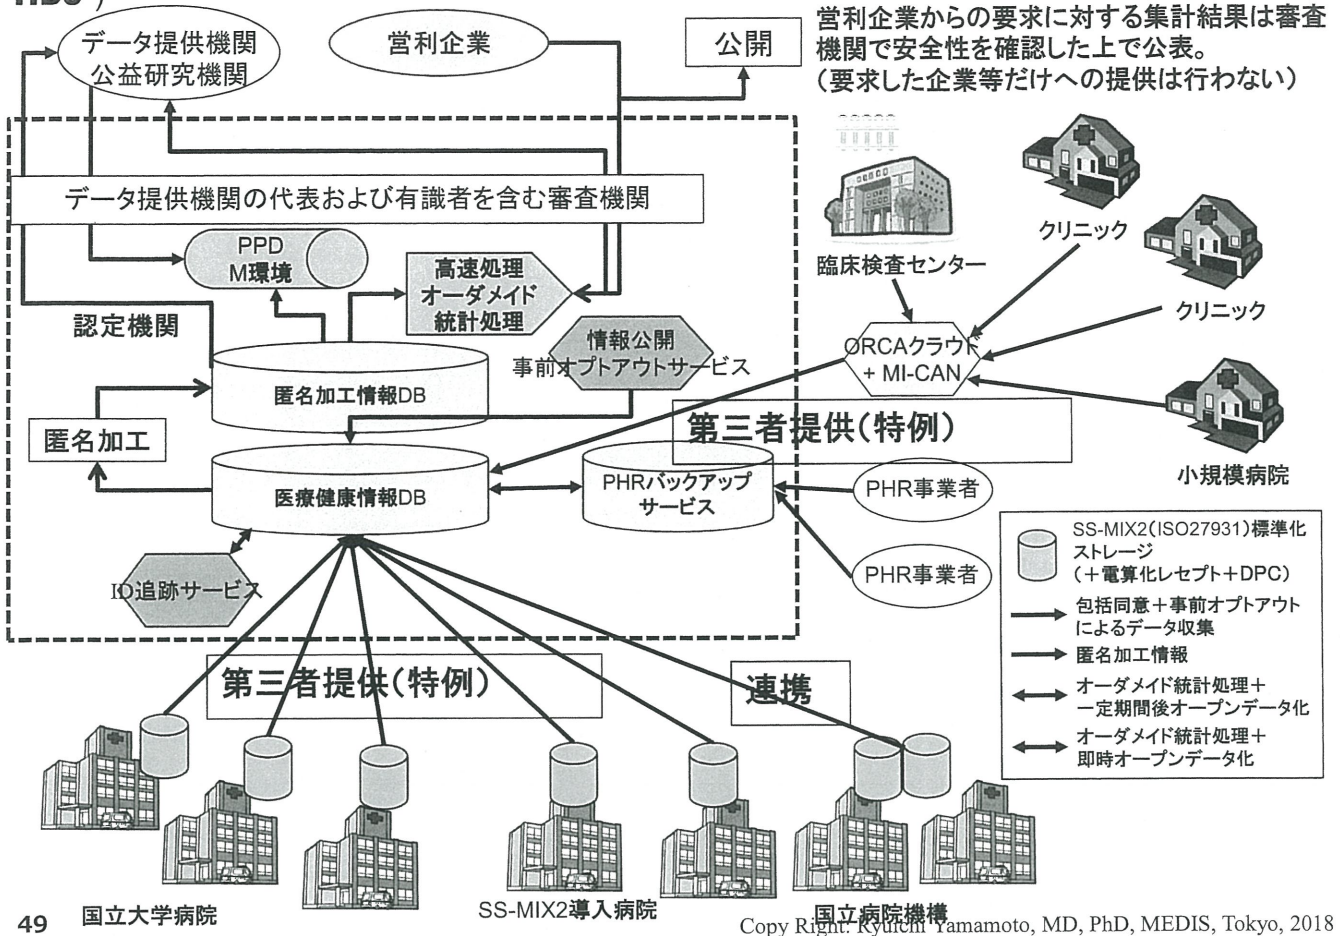 データ提供機関
公益研究機関
営利企業
公開
営利企業からの要求に対する集計結果は審査
機関で安全性を確認した上で公表。
(要求した企業等だけへの提供は行わない)
データ提供機関の代表および有識者を含む審査機関
PPD
M環境
高速処理
オーダメイド
統計処理
認定機関
情報公開
事前オプトアウトサービス
匿名加工情報DB
匿名加工
医療健康情報DB
ID追跡サービス
臨床検査センター
クリニック
クリニック
ORCAクラウド
+ MI-CAN
小規模病院
第三者提供(特例)
PHRバックアップ
サービス
PHR事業者
PHR事業者
SS-MIX2(ISO27931)標準化
ストレージ
(+電算化レセプト+DPC)
包括同意+事前オプトアウト
によるデータ収集
匿名加工情報
オーダメイド統計処理+
一定期間後オープンデータ化
オーダメイド統計処理+
即時オープンデータ化
第三者提供(特例)
連携
国立大学病院
SS-MIX2導入病院
国立病院機構
49
Copy Right: Ryuichi Yamamoto, MD, PhD, MEDIS, Tokyo, 2018